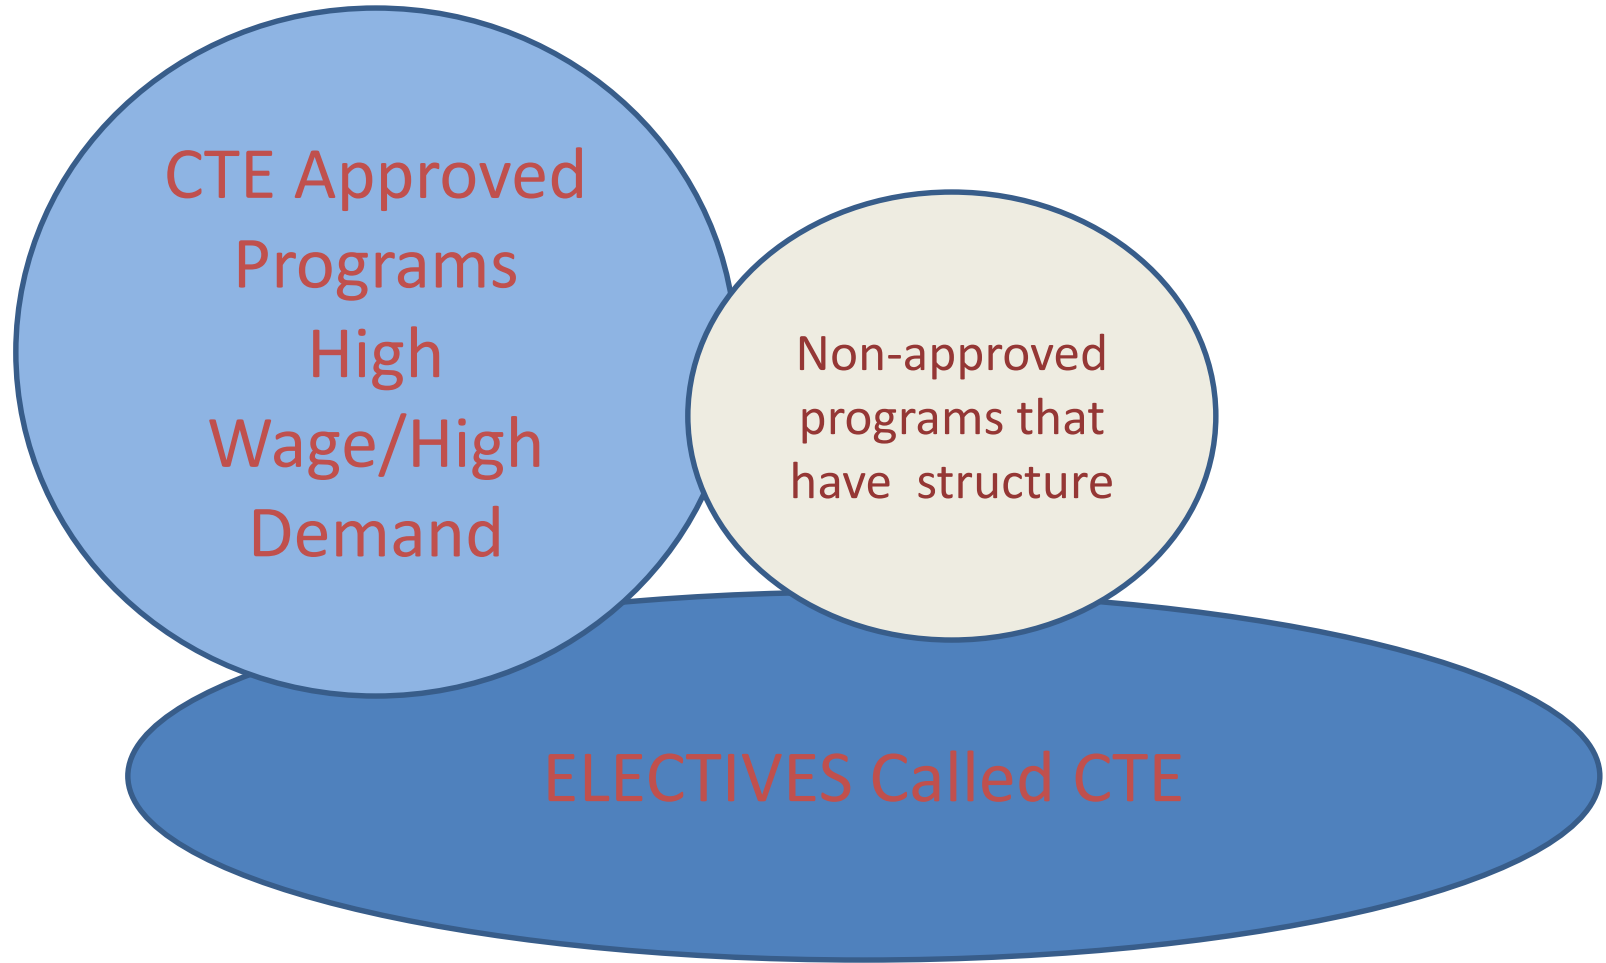 CTE Approved
Programs
High
Wage/High
Demand
Non-approved
programs that
have  structure
ELECTIVES Called CTE